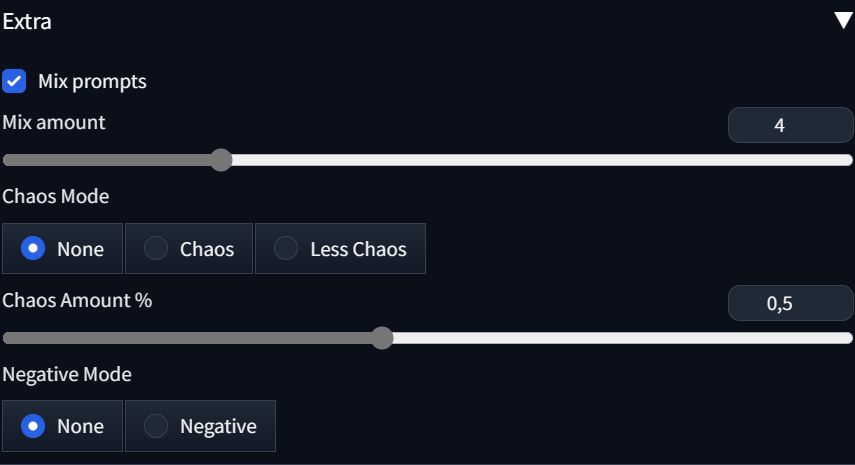 Extra
Mix prompts
Mix amount
4
Chaos Mode
None Chaos Less Chaos
Chaos Amount %
0,5
Negative Mode
None Negative